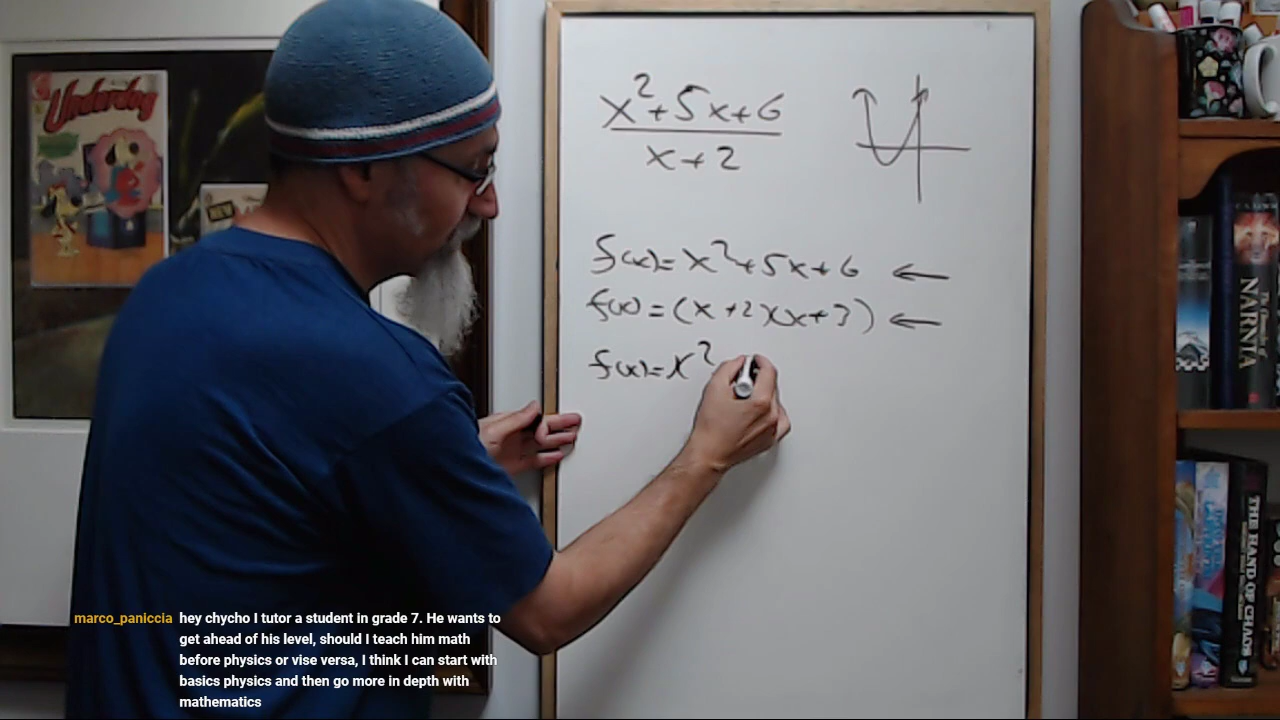 Underdog
NEW
x²+5x+6
x+2
f(x)=x²+5x+6 ←
f(x)=(x+2)(x+3) ←
f(x)=x²
NARNIA
THE HAND OF CHAOS
marco_paniccia hey chycho I tutor a student in grade 7. He wants to
get ahead of his level, should I teach him math
before physics or vise versa, I think I can start with
basics physics and then go more in depth with
mathematics